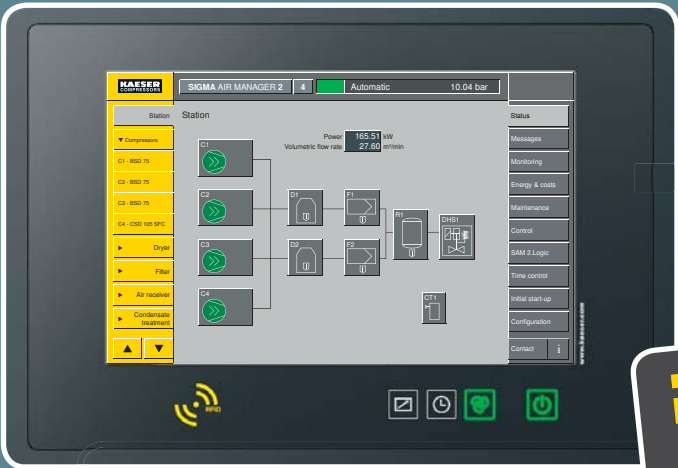 KAESER
COMPRESSORS
SIGMA AIR MANAGER 2 4 Automatic 10.04 bar
Station
▼ Compressors
C1 - BSD 75
C2 - BSD 75
C3 - BSD 75
C4 - CSD 105 SFC
► Dryer
► Filter
► Air receiver
► Condensate
treatment
▲ ▼
Station
Power 165.51 kW
Volumetric flow rate 27.60 m³/min
C1
C2
C3
C4
D1
D2
F1
F2
R1
DHS1
CT1
Status
Messages
Monitoring
Energy & costs
Maintenance
Control
SAM 2.Logic
Time control
Initial start-up
Configuration
Contact i
www.kaeser.com
RFID